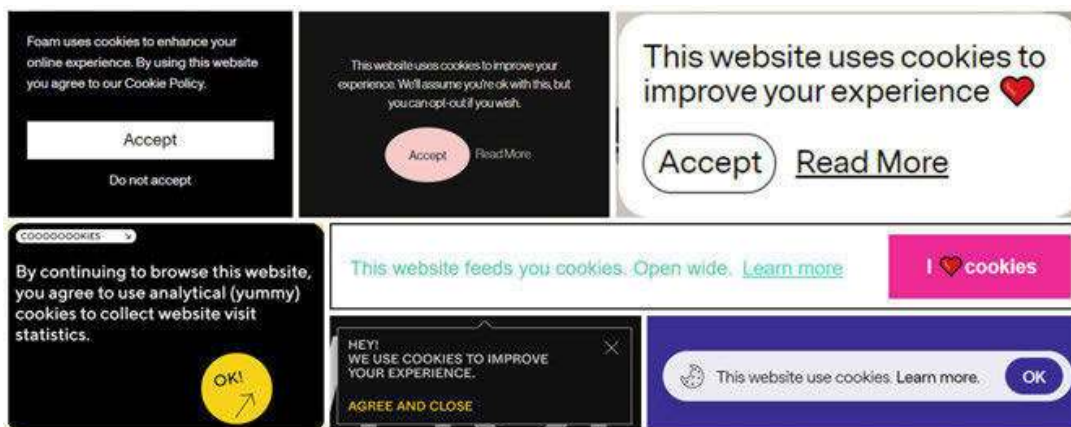 Foam uses cookies to enhance your
online experience. By using this website
you agree to our Cookie Policy.
Accept
Do not accept
This website uses cookies to improve your
experience. We'll assume you're ok with this, but
you can opt-out if you wish.
Accept Read More
This website uses cookies to
improve your experience ❤️
Accept Read More
COOOOOOOKIES ↘
By continuing to browse this website,
you agree to use analytical (yummy)
cookies to collect website visit
statistics.
OK!
This website feeds you cookies. Open wide. Learn more
I ❤️ cookies
HEY!
WE USE COOKIES TO IMPROVE
YOUR EXPERIENCE.
AGREE AND CLOSE
This website use cookies. Learn more. OK